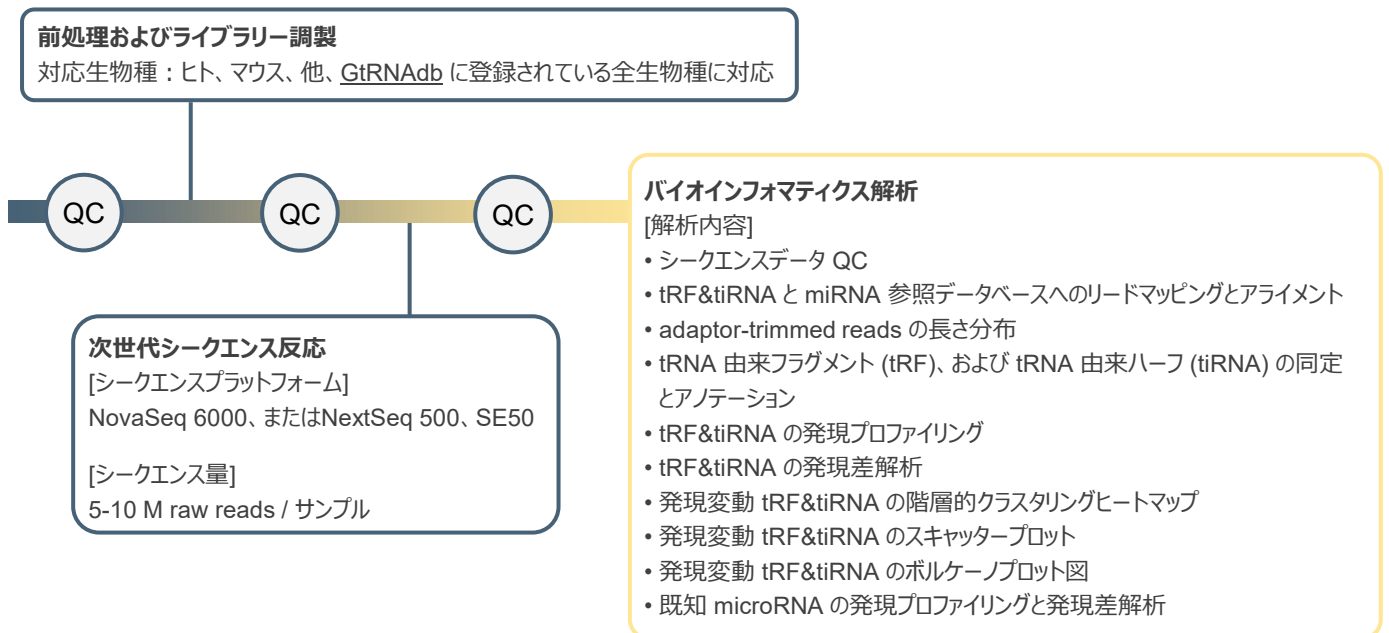 前処理およびライブラリー調製
対応生物種：ヒト、マウス、他、GtRNAdb に登録されている全生物種に対応
QC
QC
QC
次世代シークエンス反応
[シークエンスプラットフォーム]
NovaSeq 6000、またはNextSeq 500、SE50
[シークエンス量]
5-10 M raw reads / サンプル
バイオインフォマティクス解析
[解析内容]
• シークエンスデータ QC
• tRF&tiRNA と miRNA 参照データベースへのリードマッピングとアライメント
• adaptor-trimmed reads の長さ分布
• tRNA 由来フラグメント (tRF)、および tRNA 由来ハーフ (tiRNA) の同定
とアノテーション
• tRF&tiRNA の発現プロファイリング
• tRF&tiRNA の発現差解析
• 発現変動 tRF&tiRNA の階層的クラスタリングヒートマップ
• 発現変動 tRF&tiRNA のスキャッタープロット
• 発現変動 tRF&tiRNA のボルケーノプロット図
• 既知 microRNA の発現プロファイリングと発現差解析